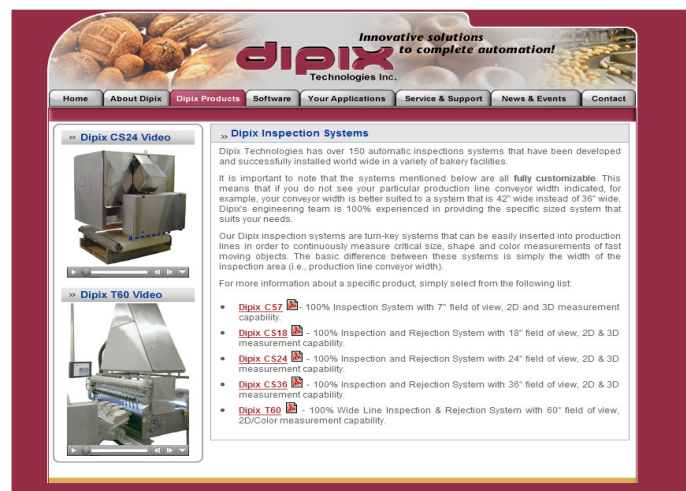 Innovative solutions
to complete automation!
dipix
Technologies Inc.
Home About Dipix Dipix Products Software Your Applications Service & Support News & Events Contact
» Dipix CS24 Video
» Dipix T60 Video
» Dipix Inspection Systems
Dipix Technologies has over 150 automatic inspections systems that have been developed
and successfully installed world wide in a variety of bakery facilities.
It is important to note that the systems mentioned below are all fully customizable. This
means that if you do not see your particular production line conveyor width indicated, for
example, your conveyor width is better suited to a system that is 42" wide instead of 36" wide.
Dipix's engineering team is 100% experienced in providing the specific sized system that
suits your needs.
Our Dipix inspection systems are turn-key systems that can be easily inserted into production
lines in order to continuously measure critical size, shape and color measurements of fast
moving objects. The basic difference between these systems is simply the width of the
inspection area (i.e., production line conveyor width).
For more information about a specific product, simply select from the following list:
• Dipix CS7 - 100% Inspection System with 7" field of view, 2D and 3D measurement
capability.
• Dipix CS18 - 100% Inspection and Rejection System with 18" field of view, 2D & 3D
measurement capability.
• Dipix CS24 - 100% Inspection and Rejection System with 24" field of view, 2D & 3D
measurement capability.
• Dipix CS36 - 100% Inspection and Rejection System with 36" field of view, 2D & 3D
measurement capability.
• Dipix T60 - 100% Wide Line Inspection & Rejection System with 60" field of view,
2D/Color measurement capability.